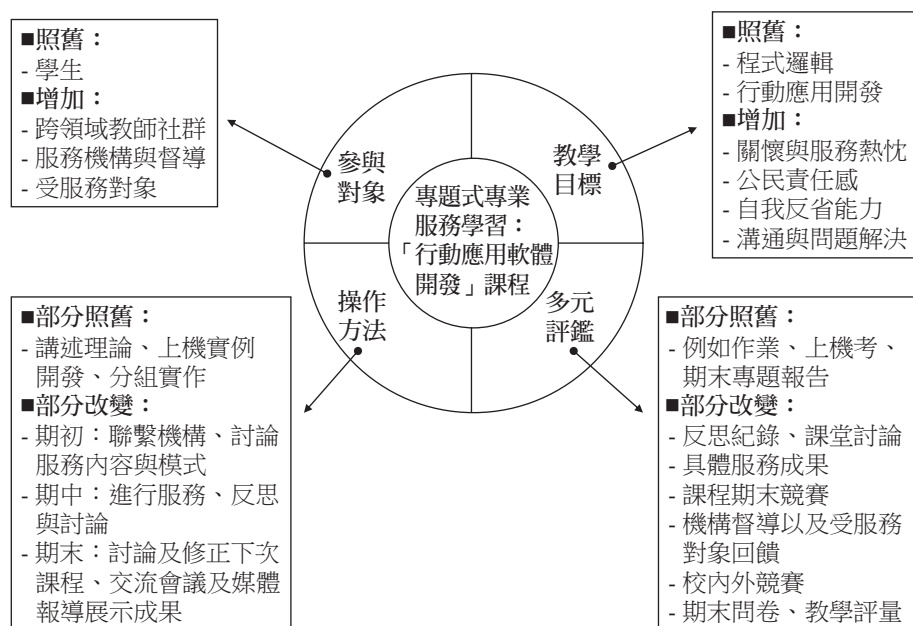 ■照舊：
- 學生
■增加：
- 跨領域教師社群
- 服務機構與督導
- 受服務對象
■照舊：
- 程式邏輯
- 行動應用開發
■增加：
- 關懷與服務熱忱
- 公民責任感
- 自我反省能力
- 溝通與問題解決
參與
對象
教學
目標
專題式專業
服務學習：
「行動應用軟體
開發」課程
操作
方法
多元
評鑑
■部分照舊：
- 講述理論、上機實例
開發、分組實作
■部分改變：
- 期初：聯繫機構、討論
服務內容與模式
- 期中：進行服務、反思
與討論
- 期末：討論及修正下次
課程、交流會議及媒體
報導展示成果
■部分照舊：
- 例如作業、上機考、
期末專題報告
■部分改變：
- 反思紀錄、課堂討論
- 具體服務成果
- 課程期末競賽
- 機構督導以及受服務
對象回饋
- 校內外競賽
- 期末問卷、教學評量